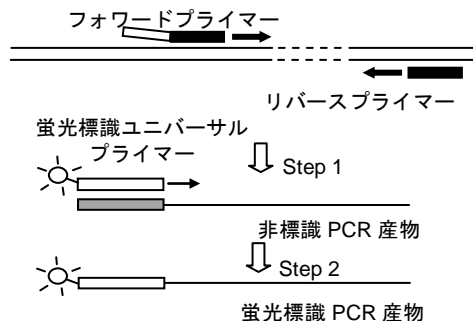 フォワードプライマー
リバースプライマー
蛍光標識ユニバーサル
プライマー
Step 1
非標識 PCR 産物
Step 2
蛍光標識 PCR 産物